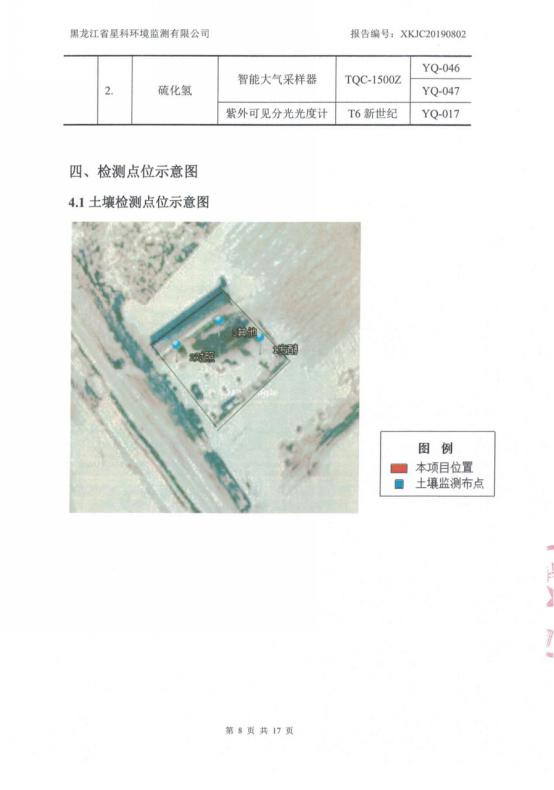 黑龙江省星科环境监测有限公司 报告编号：XKJC20190802
2. 硫化氢 智能大气采样器 TQC-1500Z YQ-046
YQ-047
紫外可见分光光度计 T6 新世纪 YQ-017
四、检测点位示意图
4.1 土壤检测点位示意图
图 例
本项目位置
土壤监测布点
第 8 页 共 17 页